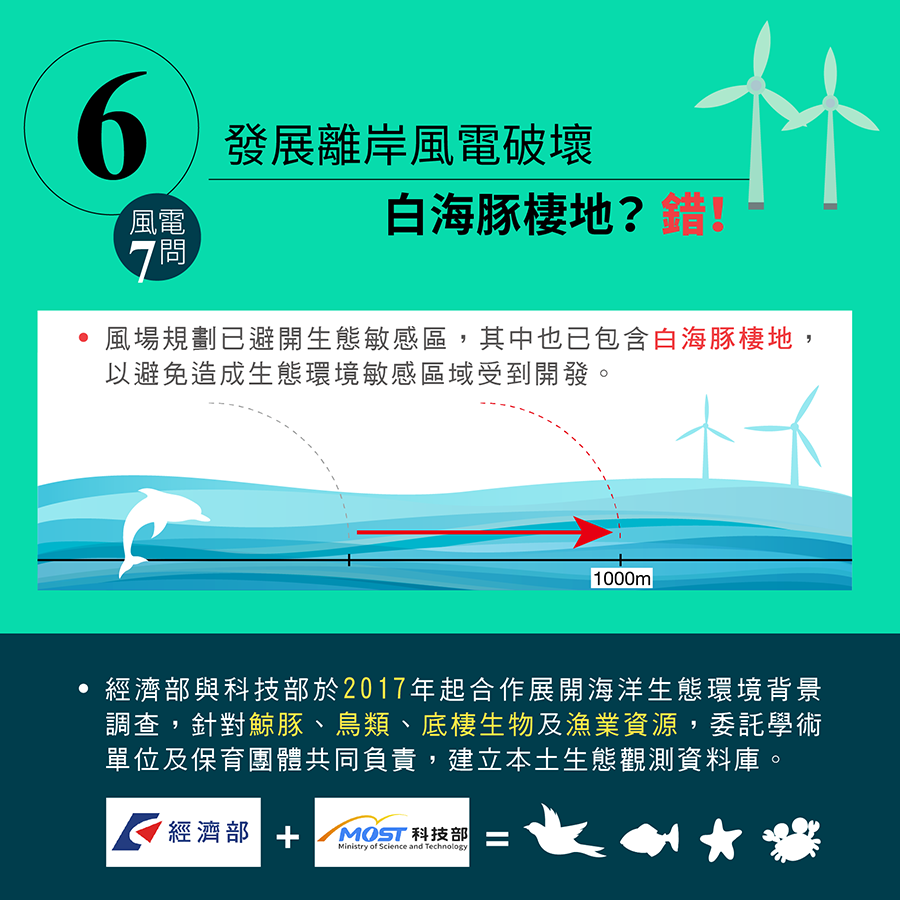 6
發展離岸風電破壞
白海豚棲地？錯！
風電
7問
• 風場規劃已避開生態敏感區，其中也已包含白海豚棲地，
以避免造成生態環境敏感區域受到開發。
1000m
• 經濟部與科技部於2017年起合作展開海洋生態環境背景
調查，針對鯨豚、鳥類、底棲生物及漁業資源，委託學術
單位及保育團體共同負責，建立本土生態觀測資料庫。
經濟部 + MOST 科技部 =
Ministry of Science and Technology